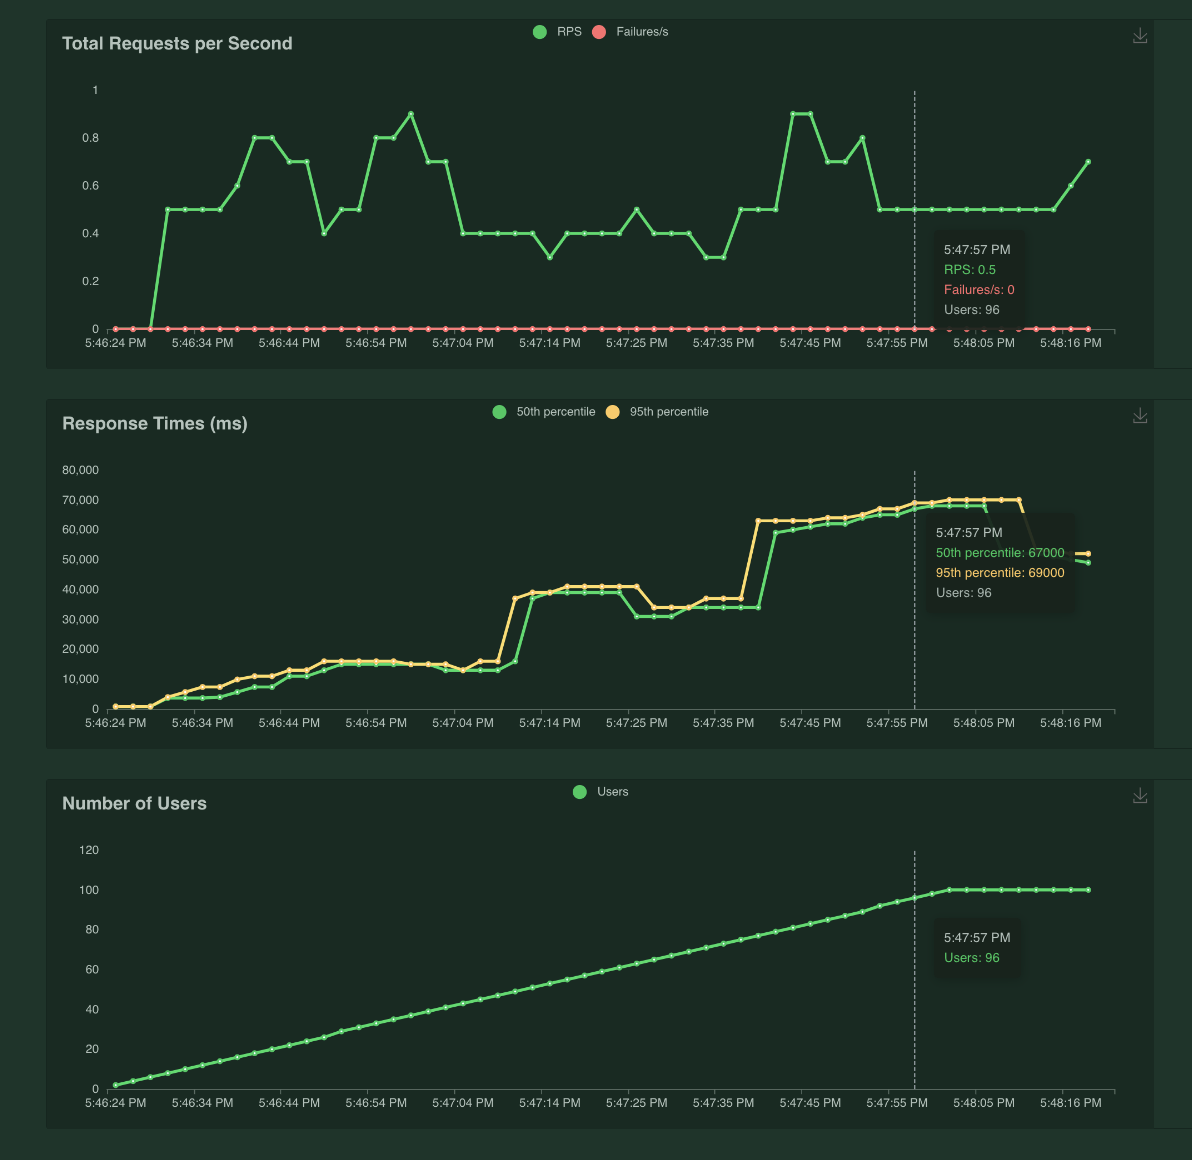 Total Requests per Second
RPS Failures/s
1
0.8
0.6
0.4
0.2
0
5:46:24 PM 5:46:34 PM 5:46:44 PM 5:46:54 PM 5:47:04 PM 5:47:14 PM 5:47:25 PM 5:47:35 PM 5:47:45 PM 5:47:55 PM 5:48:05 PM 5:48:16 PM
5:47:57 PM
RPS: 0.5
Failures/s: 0
Users: 96
Response Times (ms)
50th percentile 95th percentile
80,000
70,000
60,000
50,000
40,000
30,000
20,000
10,000
0
5:46:24 PM 5:46:34 PM 5:46:44 PM 5:46:54 PM 5:47:04 PM 5:47:14 PM 5:47:25 PM 5:47:35 PM 5:47:45 PM 5:47:55 PM 5:48:05 PM 5:48:16 PM
5:47:57 PM
50th percentile: 67000
95th percentile: 69000
Users: 96
Number of Users
Users
120
100
80
60
40
20
0
5:46:24 PM 5:46:34 PM 5:46:44 PM 5:46:54 PM 5:47:04 PM 5:47:14 PM 5:47:25 PM 5:47:35 PM 5:47:45 PM 5:47:55 PM 5:48:05 PM 5:48:16 PM
5:47:57 PM
Users: 96